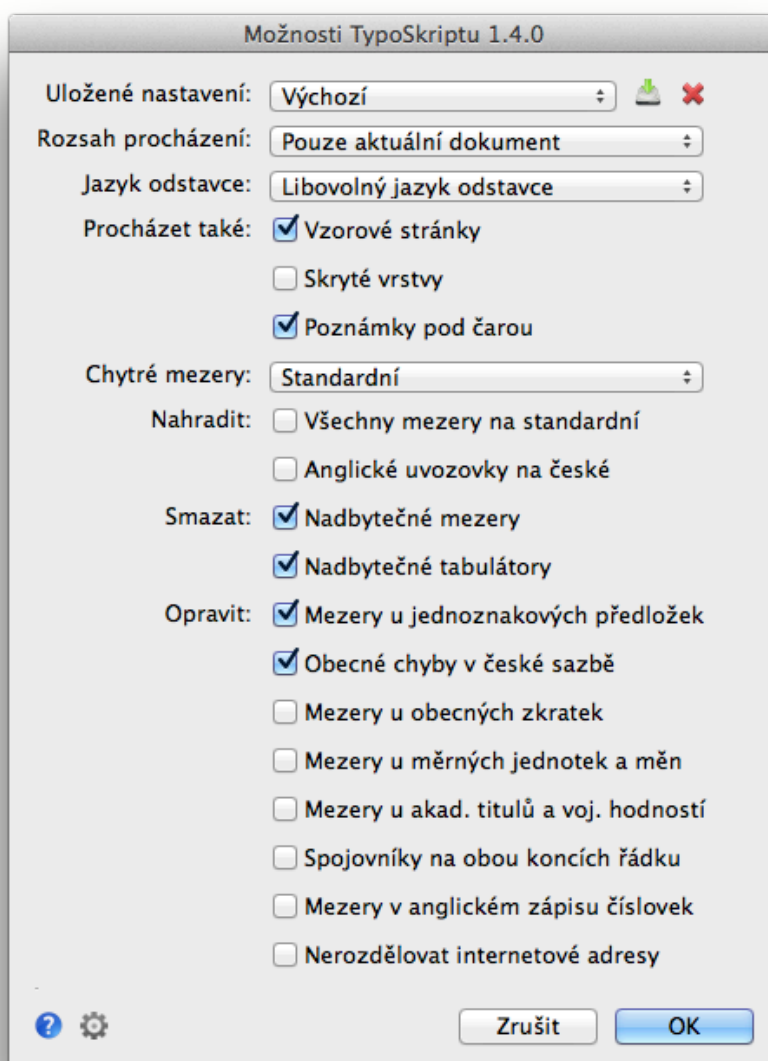 Možnosti TypoSkriptu 1.4.0
Uložené nastavení: Výchozí
Rozsah procházení: Pouze aktuální dokument
Jazyk odstavce: Libovolný jazyk odstavce
Procházet také: Vzorové stránky
Skryté vrstvy
Poznámky pod čarou
Chytré mezery: Standardní
Nahradit: Všechny mezery na standardní
Anglické uvozovky na české
Smazat: Nadbytečné mezery
Nadbytečné tabulátory
Opravit: Mezery u jednoznakových předložek
Obecné chyby v české sazbě
Mezery u obecných zkratek
Mezery u měrných jednotek a měn
Mezery u akad. titulů a voj. hodností
Spojovníky na obou koncích řádku
Mezery v anglickém zápisu číslovek
Nerozdělovat internetové adresy
? Zrušit OK